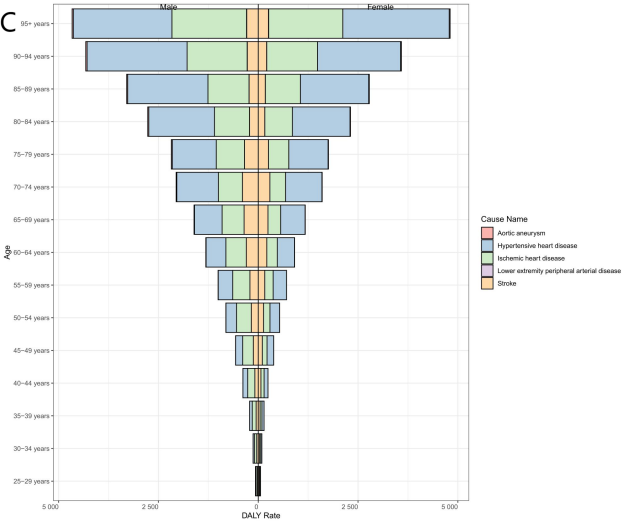 C
Male Female
95+ years
90−94 years
85−89 years
80−84 years
75−79 years
70−74 years
65−69 years
60−64 years
55−59 years
50−54 years
45−49 years
40−44 years
35−39 years
30−34 years
25−29 years
Age
5 000 2 500 0 2 500 5 000
DALY Rate
Cause Name
Aortic aneurysm
Hypertensive heart disease
Ischemic heart disease
Lower extremity peripheral arterial disease
Stroke